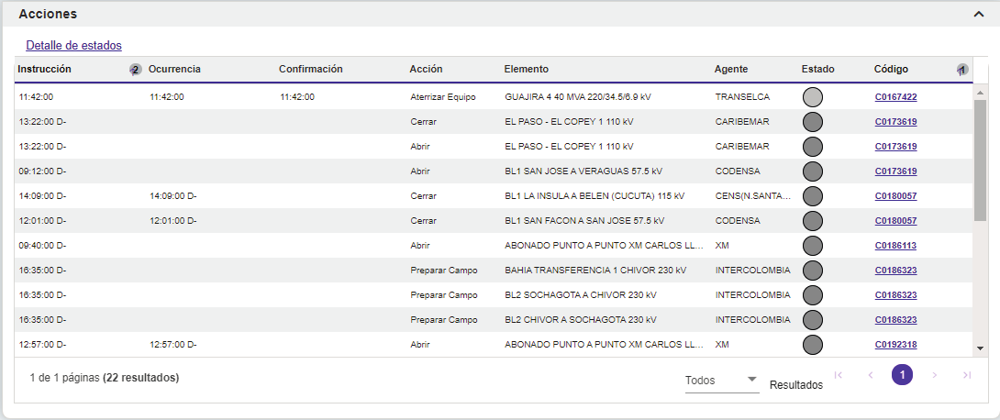 Acciones
Detalle de estados
Instrucción 2 Ocurrencia Confirmación Acción Elemento Agente Estado Código 1
11:42:00 11:42:00 11:42:00 Aterrizar Equipo GUAJIRA 4 40 MVA 220/34.5/6.9 kV TRANSELCA C0167422
13:22:00 D- Cerrar EL PASO - EL COPEY 1 110 kV CARIBEMAR C0173619
13:22:00 D- Abrir EL PASO - EL COPEY 1 110 kV CARIBEMAR C0173619
09:12:00 D- Abrir BL1 SAN JOSE A VERAGUAS 57.5 kV CODENSA C0173619
14:09:00 D- 14:09:00 D- Cerrar BL1 LA INSULA A BELEN (CUCUTA) 115 kV CENS(N.SANTA... C0180057
12:01:00 D- 12:01:00 D- Cerrar BL1 SAN FACON A SAN JOSE 57.5 kV CODENSA C0180057
09:40:00 D- Abrir ABONADO PUNTO A PUNTO XM CARLOS LL... XM C0186113
16:35:00 D- Preparar Campo BAHIA TRANSFERENCIA 1 CHIVOR 230 kV INTERCOLOMBIA C0186323
16:35:00 D- Preparar Campo BL2 SOCHAGOTA A CHIVOR 230 kV INTERCOLOMBIA C0186323
16:35:00 D- Preparar Campo BL2 CHIVOR A SOCHAGOTA 230 kV INTERCOLOMBIA C0186323
12:57:00 D- 12:57:00 D- Abrir ABONADO PUNTO A PUNTO XM CARLOS LL... XM C0192318
1 de 1 páginas (22 resultados) Todos Resultados 1